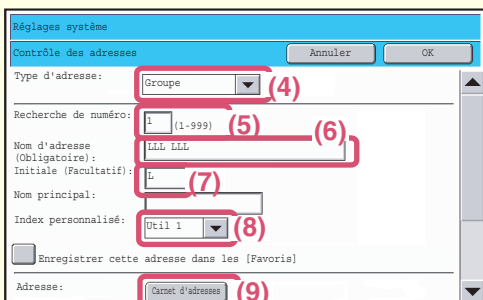 Réglages système
Contrôle des adresses Annuler OK
Type d'adresse: Groupe (4)
Recherche de numéro: 1 (1-999) (5) (6)
Nom d'adresse (Obligatoire): LLL LLL
Initiale (Facultatif): L (7)
Nom principal:
Index personnalisé: Util 1 (8)
Enregistrer cette adresse dans les [Favoris]
Adresse: Carnet d'adresses (9)